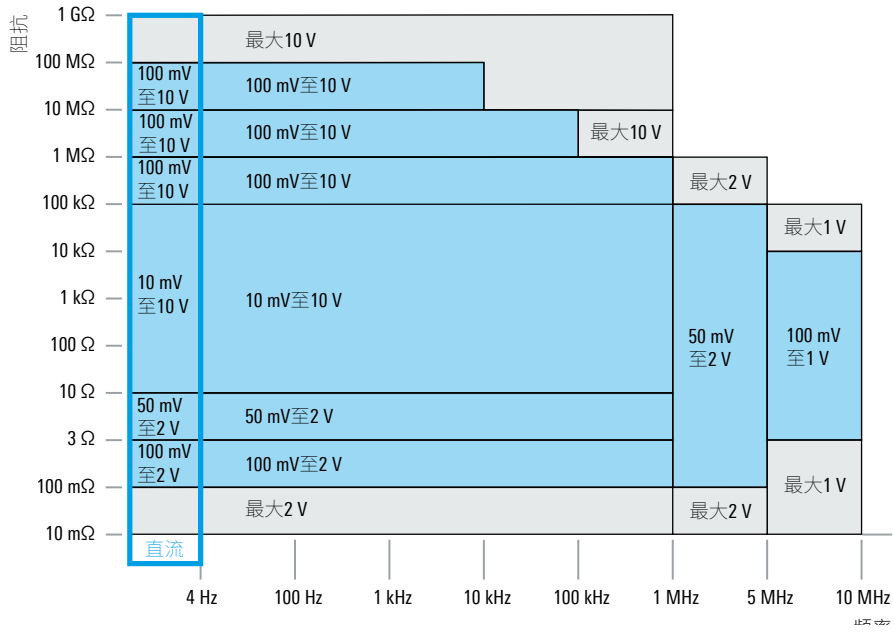 阻抗
1 GΩ
最大10 V
100 MΩ
100 mV
至10 V
100 mV至10 V
10 MΩ
100 mV
至10 V
100 mV至10 V
最大10 V
1 MΩ
100 mV
至10 V
100 mV至10 V
最大2 V
100 kΩ
最大1 V
10 kΩ
10 mV
至10 V
10 mV至10 V
1 kΩ
50 mV
至2 V
100 mV
至1 V
100 Ω
10 Ω
50 mV
至2 V
50 mV至2 V
3 Ω
100 mV
至2 V
100 mV至2 V
100 mΩ
最大2 V
最大2 V
最大1 V
10 mΩ
直流
4 Hz
100 Hz
1 kHz
10 kHz
100 kHz
1 MHz
5 MHz
10 MHz